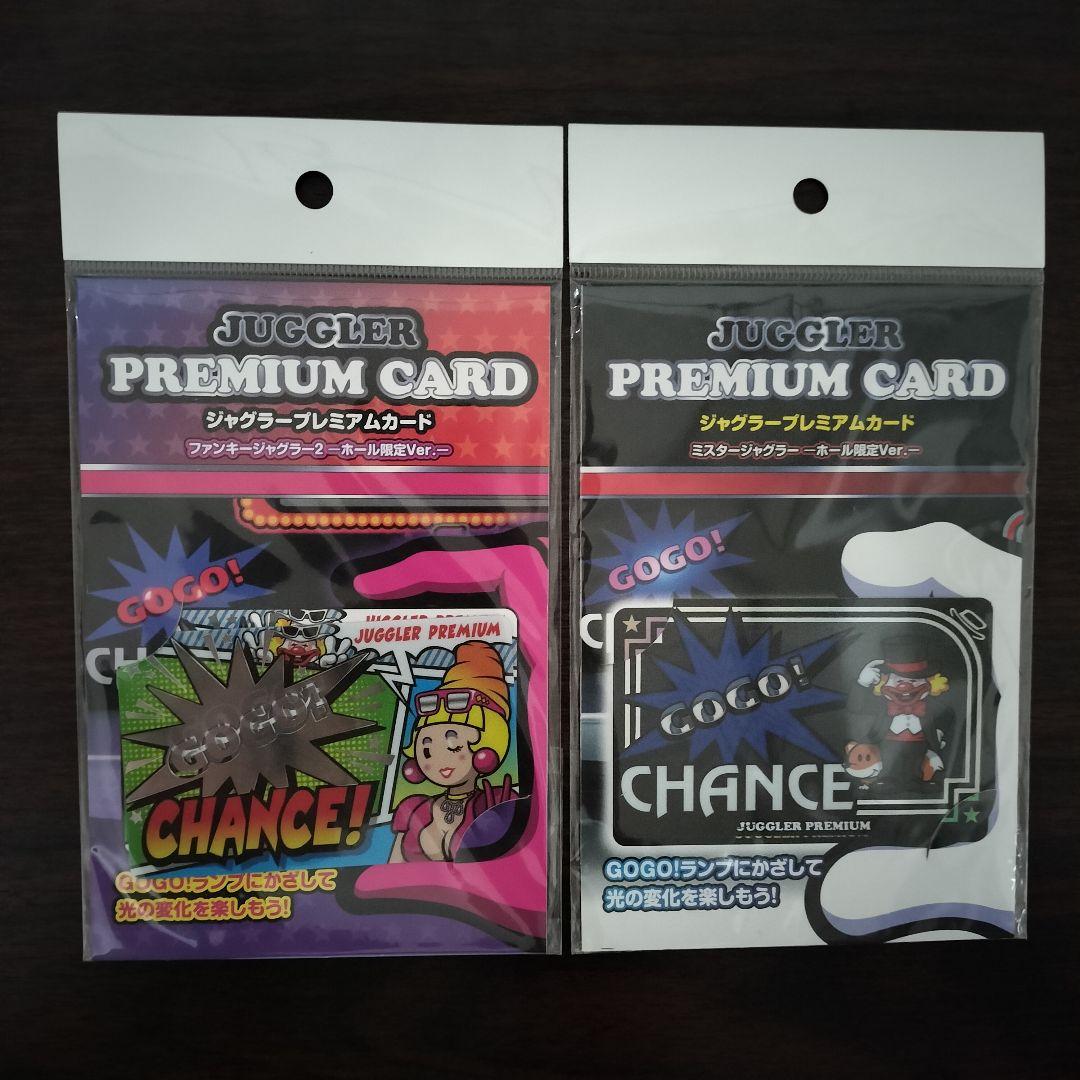 JUGGLER
PREMIUM CARD
ジャグラープレミアムカード
ファンキージャグラー2 ーホール限定Ver.ー
GOGO!
CH
JUGGLER PREMIUM
GOGO!
CHANCE!
GOGO!ランプにかざして
光の変化を楽しもう!
JUGGLER
PREMIUM CARD
ジャグラープレミアムカード
ミスタージャグラー ーホール限定Ver.ー
GOGO!
C
GOGO!
CHANCE
JUGGLER PREMIUM
GOGO!ランプにかざして
光の変化を楽しもう!